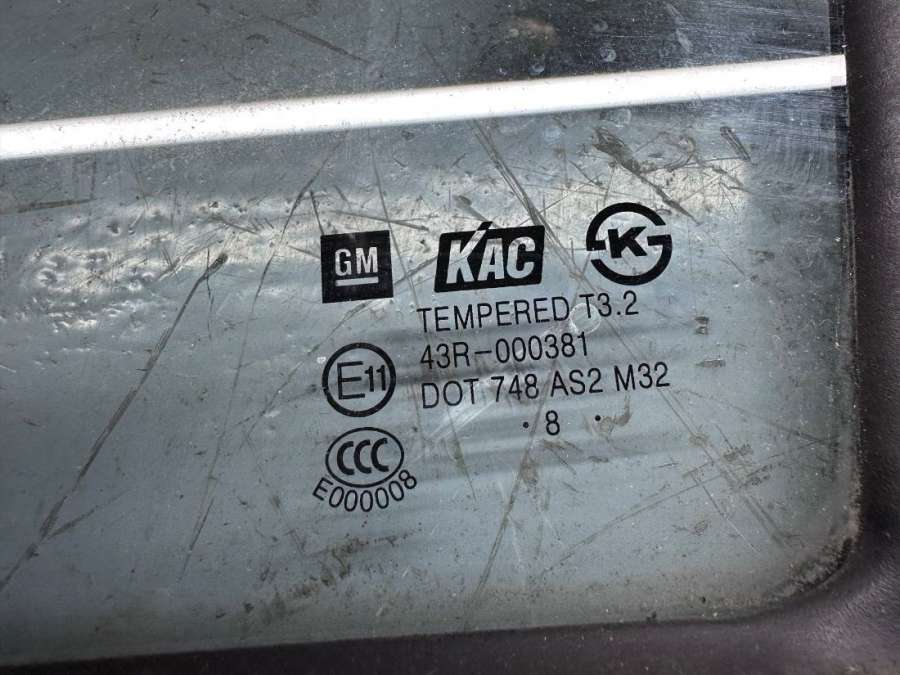 GM KAC K
TEMPERED T3.2
43R-000381
E11
DOT 748 AS2 M32
. 8 .
CCC
E000008